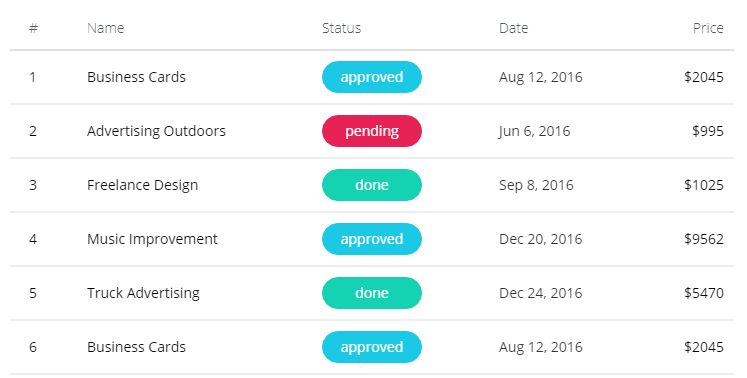 # Name Status Date Price
1 Business Cards approved Aug 12, 2016 $2045
2 Advertising Outdoors pending Jun 6, 2016 $995
3 Freelance Design done Sep 8, 2016 $1025
4 Music Improvement approved Dec 20, 2016 $9562
5 Truck Advertising done Dec 24, 2016 $5470
6 Business Cards approved Aug 12, 2016 $2045